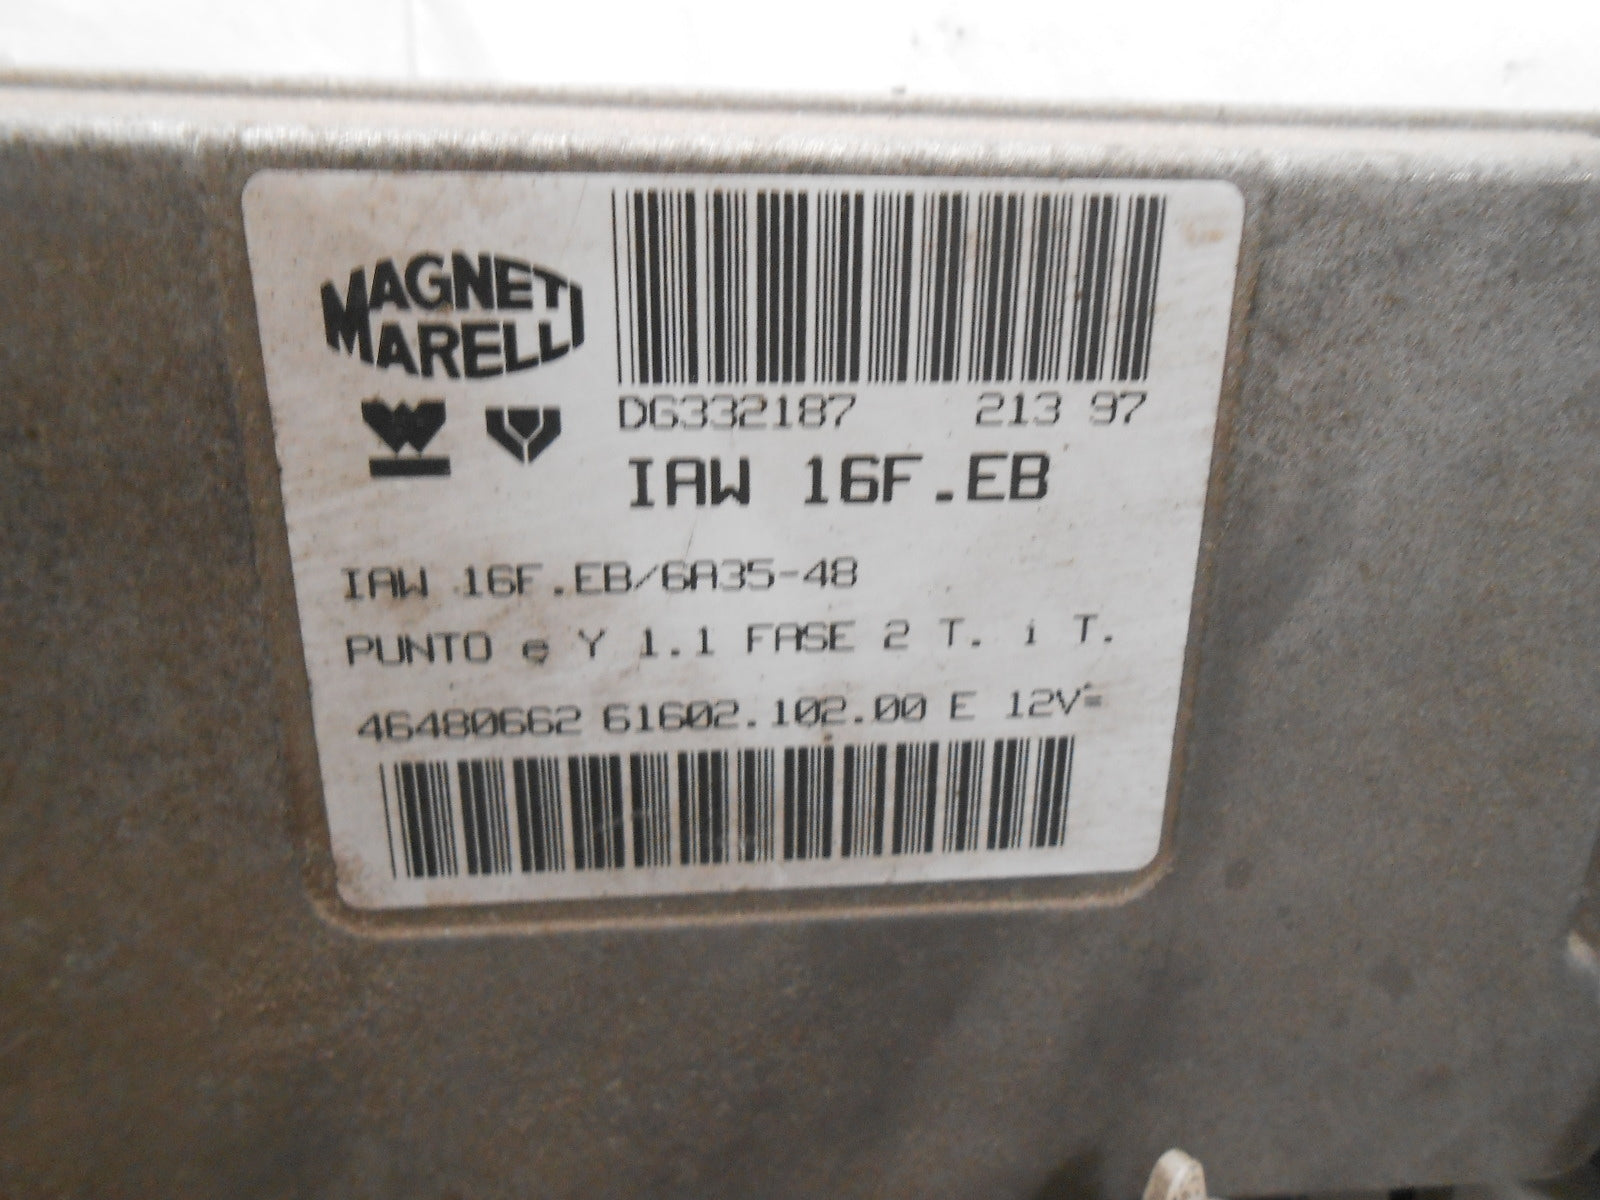 MAGNETI
MARELLI
W
DG332187 213 97
IAW 16F.EB
IAW 16F.EB/6A35-48
PUNTO e Y 1.1 FASE 2 T. i T.
46480662 61602.102.00 E 12V=